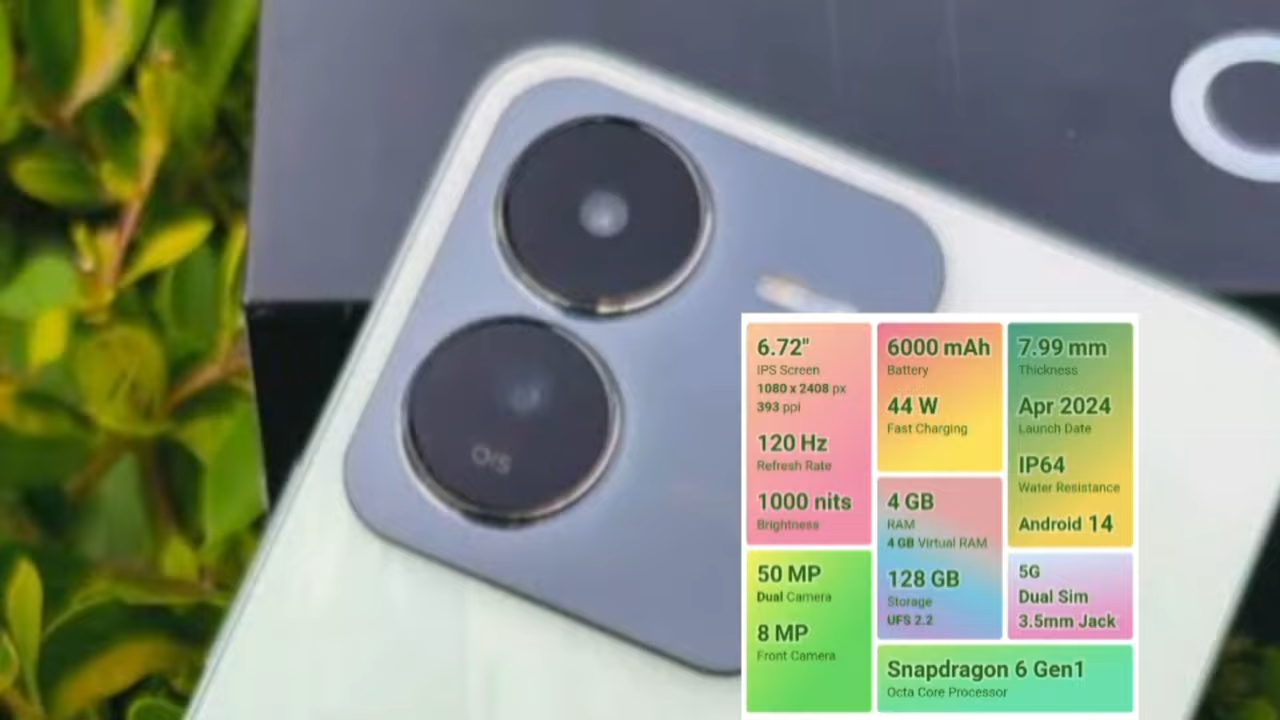 6.72"
IPS Screen
1080 x 2408 px
393 ppi
120 Hz
Refresh Rate
1000 nits
Brightness
50 MP
Dual Camera
8 MP
Front Camera
6000 mAh
Battery
44 W
Fast Charging
4 GB
RAM
4 GB Virtual RAM
128 GB
Storage
UFS 2.2
7.99 mm
Thickness
Apr 2024
Launch Date
IP64
Water Resistance
Android 14
5G
Dual Sim
3.5mm Jack
Snapdragon 6 Gen1
Octa Core Processor